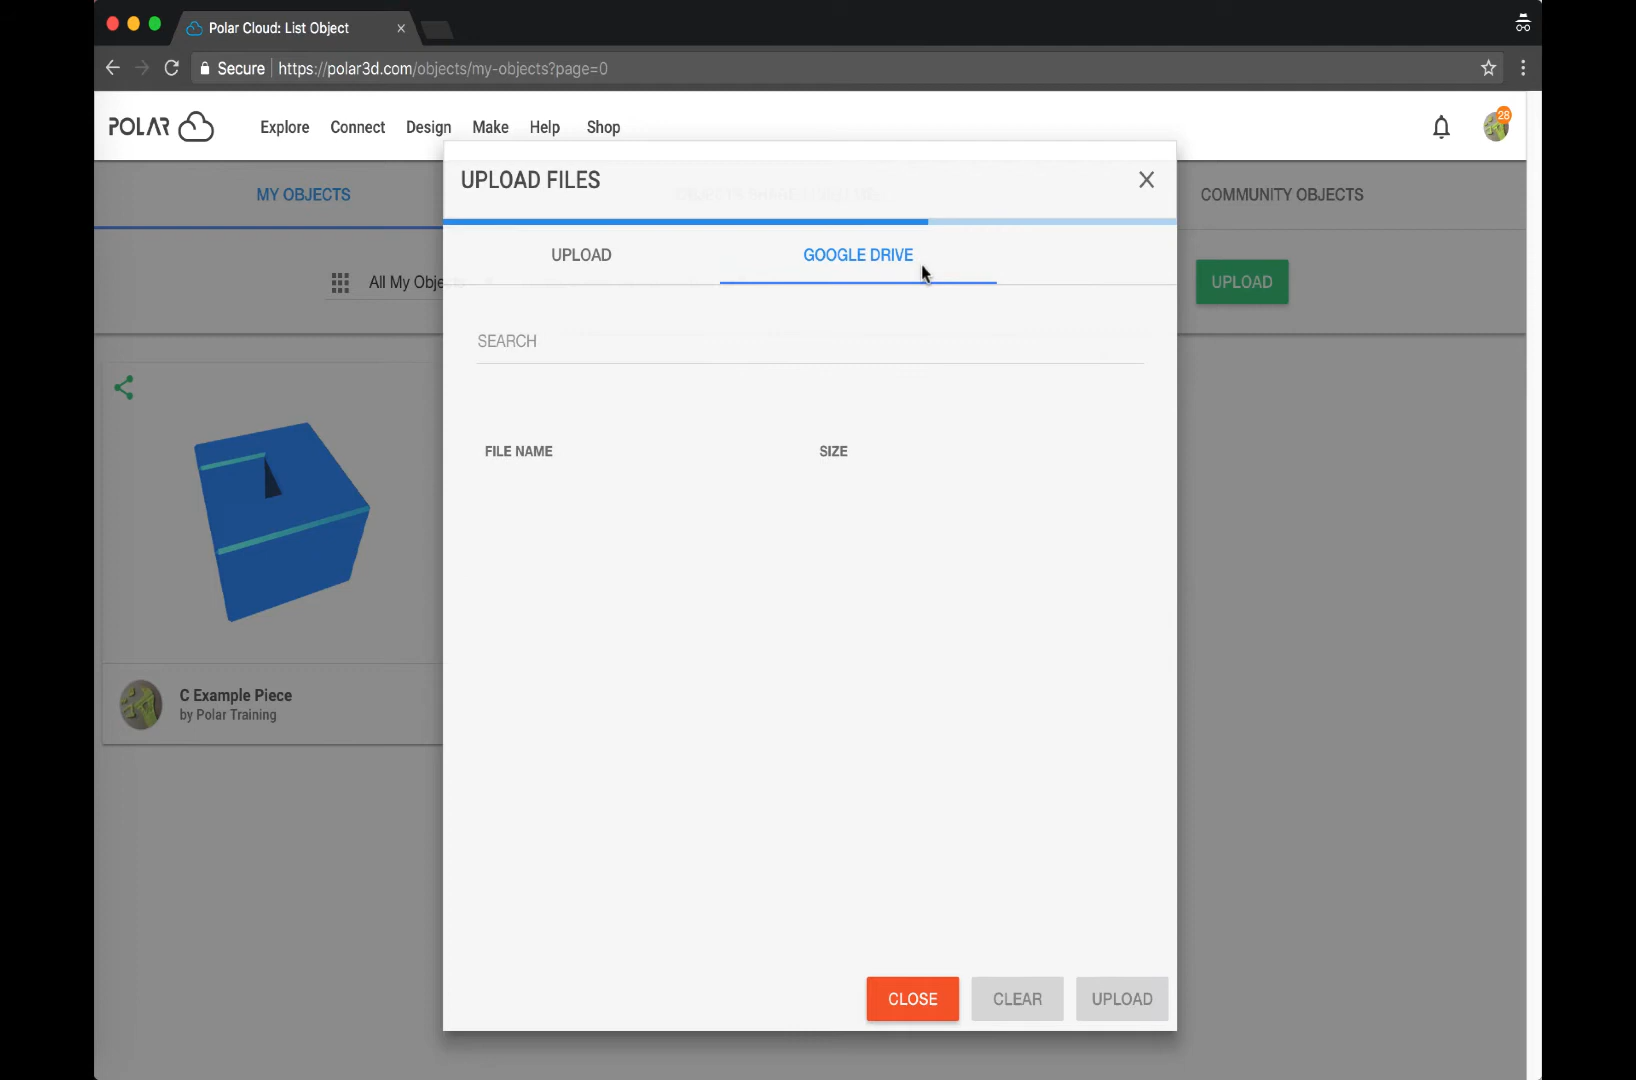 Polar Cloud: List Object
Secure https://polar3d.com/objects/my-objects?page=0
POLAR Explore Connect Design Make Help Shop 28
UPLOAD FILES
MY OBJECTS COMMUNITY OBJECTS
UPLOAD GOOGLE DRIVE
All My Obje UPLOAD
SEARCH
FILE NAME SIZE
C Example Piece
by Polar Training
CLOSE CLEAR UPLOAD